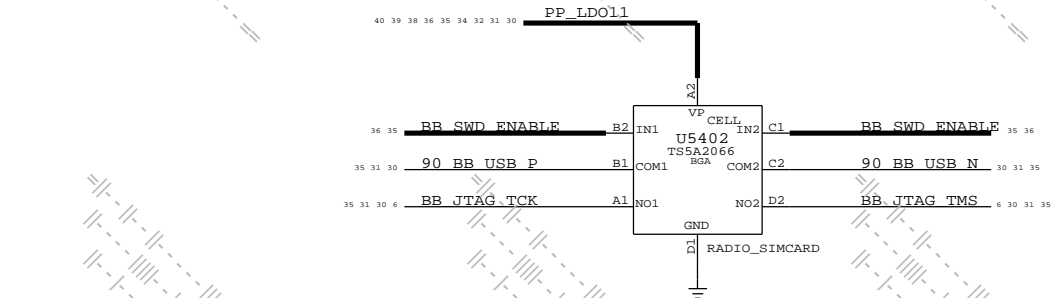 40 39 38 36 35 34 32 31 30 PP_LDO11
A2
VP
CELL
36 35 BB_SWD_ENABLE B2 IN1 U5402 IN2 C1 BB_SWD_ENABLE 35 36
TS5A2066
BGA
35 31 30 90_BB_USB_P B1 COM1 COM2 C2 90_BB_USB_N 30 31 35
35 31 30 6 BB_JTAG_TCK A1 NO1 NO2 D2 BB_JTAG_TMS 6 30 31 35
GND
D1 RADIO_SIMCARD